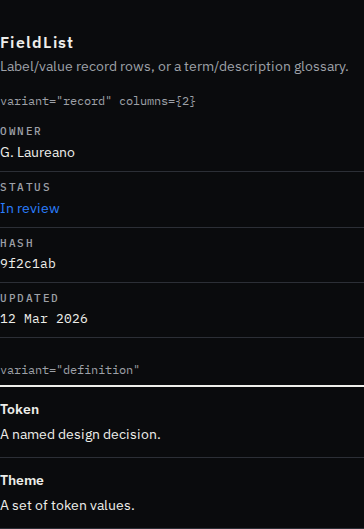 FieldList
Label/value record rows, or a term/description glossary.
variant="record" columns={2}
OWNER
G. Laureano
STATUS
In review
HASH
9f2c1ab
UPDATED
12 Mar 2026
variant="definition"
Token
A named design decision.
Theme
A set of token values.